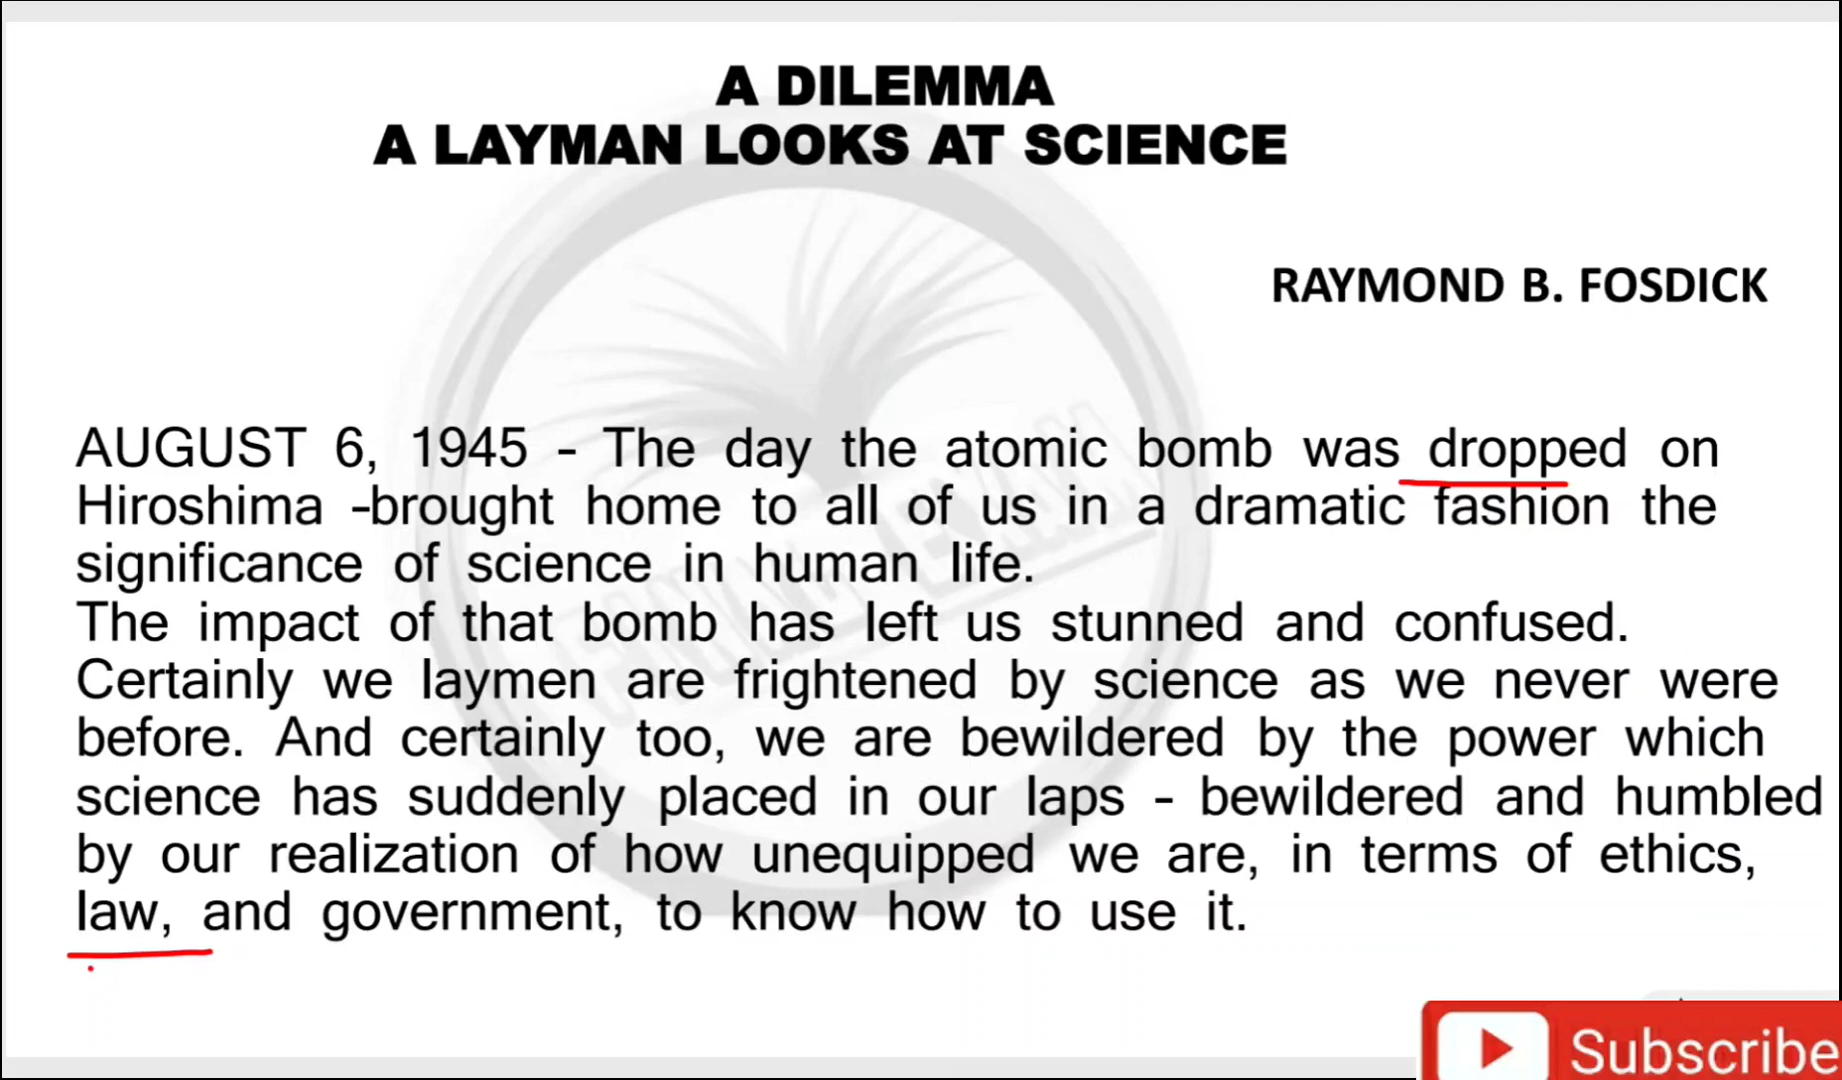 A DILEMMA
A LAYMAN LOOKS AT SCIENCE
RAYMOND B. FOSDICK
AUGUST 6, 1945 - The day the atomic bomb was dropped on
Hiroshima -brought home to all of us in a dramatic fashion the
significance of science in human life.
The impact of that bomb has left us stunned and confused.
Certainly we laymen are frightened by science as we never were
before. And certainly too, we are bewildered by the power which
science has suddenly placed in our laps - bewildered and humbled
by our realization of how unequipped we are, in terms of ethics,
law, and government, to know how to use it.
Subscribe